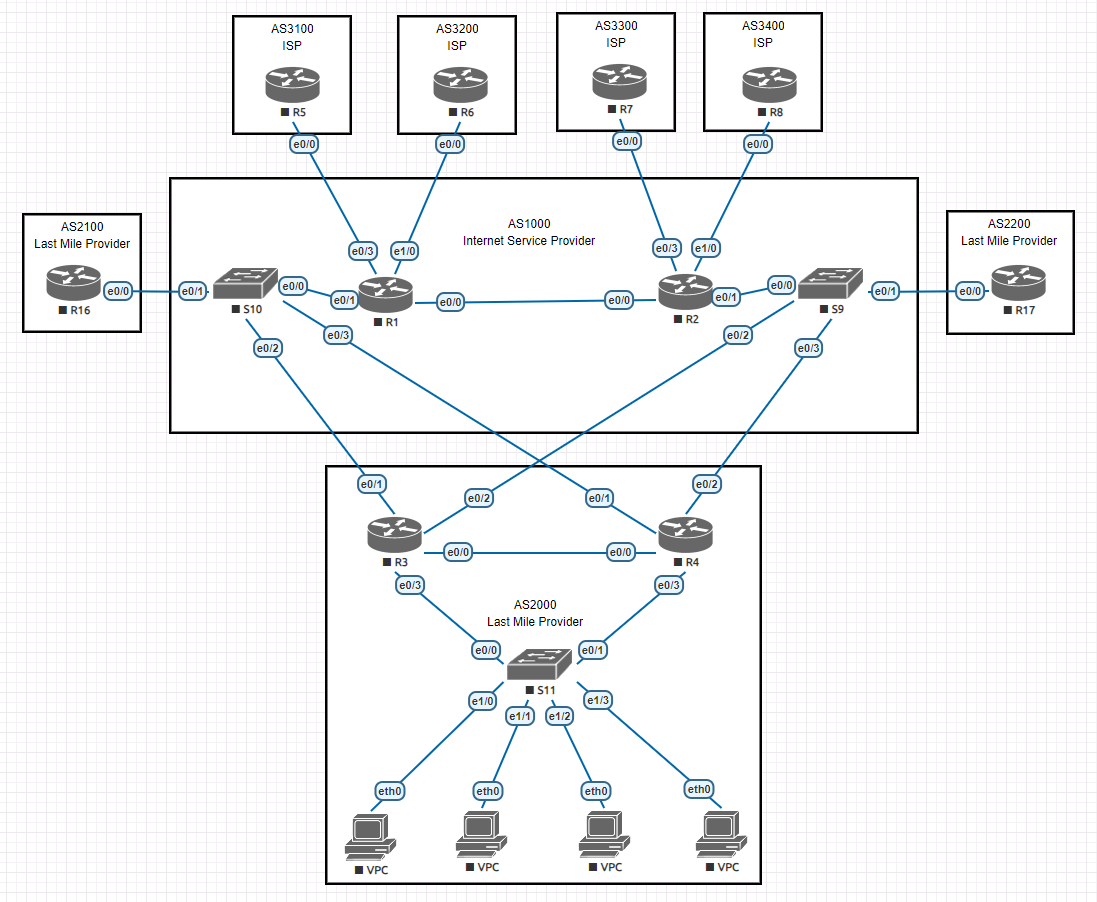 AS3100
ISP
R5
e0/0
AS3200
ISP
R6
e0/0
AS3300
ISP
R7
e0/0
AS3400
ISP
R8
e0/0
AS2100
Last Mile Provider
R16
e0/0
AS1000
Internet Service Provider
e0/3
e1/0
e0/3
e1/0
e0/1
S10
e0/0
e0/1
R1
e0/0
e0/0
R2
e0/1
e0/0
S9
e0/1
e0/2
e0/3
e0/2
e0/3
AS2200
Last Mile Provider
e0/0
R17
e0/1
e0/2
e0/1
e0/2
R3
e0/0
e0/0
R4
e0/3
e0/3
AS2000
Last Mile Provider
e0/0
e0/1
S11
e1/0
e1/1
e1/2
e1/3
eth0
eth0
eth0
eth0
VPC
VPC
VPC
VPC